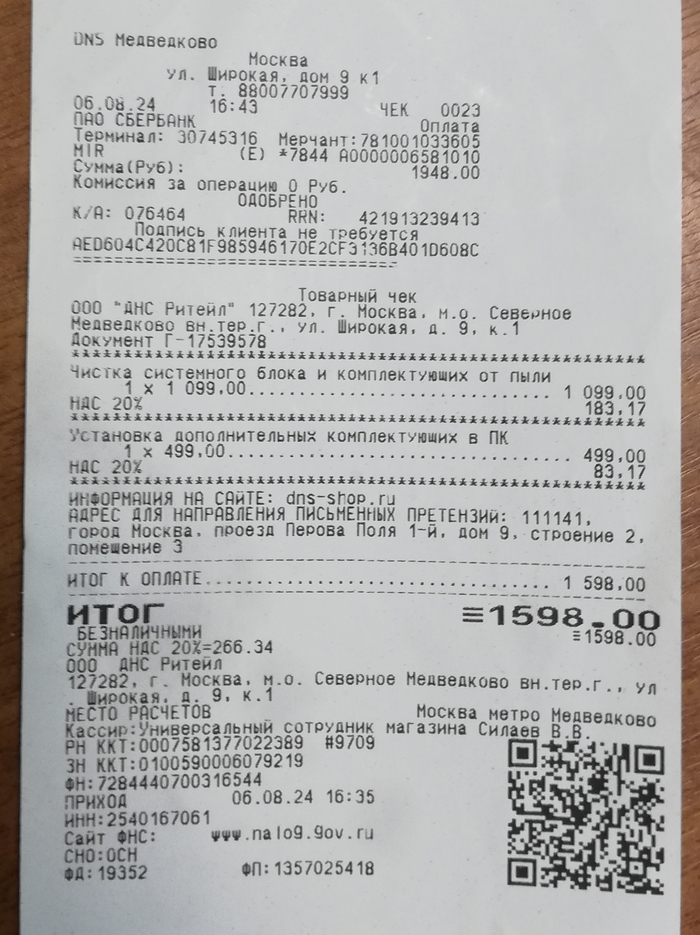 DNS Медведково
Москва
ул. Широкая, дом 9 к1
Т. 88007707999
06.08.24 16:43 ЧЕК 0023
ПАО СБЕРБАНК Оплата
Терминал: 30745316 Мерчант:781001033605
MIR (E) *7844 A0000006581010
Сумма(Руб): 1948.00
Комиссия за операцию 0 Руб.
ОДОБРЕНО
К/А: 076464 RRN: 421913239413
Подпись клиента не требуется
AED604C420C81F985946170E2CF3136B401D608C
Товарный чек
ООО "ДНС Ритейл" 127282, г. Москва, м.о. Северное
Медведково вн.тер.г., ул. Широкая, д. 9, к.1
Документ Г-17539578
Чистка системного блока и комплектующих от пыли
1 x 1 099,00.............................. 1 099,00
НДС 20% 183,17
Установка дополнительных комплектующих в ПК
1 x 499,00................................ 499,00
НДС 20% 83,17
ИНФОРМАЦИЯ НА САЙТЕ: dns-shop.ru
АДРЕС ДЛЯ НАПРАВЛЕНИЯ ПИСЬМЕННЫХ ПРЕТЕНЗИЙ: 111141,
город Москва, проезд Перова Поля 1-й, дом 9, строение 2,
помещение 3
ИТОГ К ОПЛАТЕ.................................. 1 598,00
ИТОГ ≡1598.00
БЕЗНАЛИЧНЫМИ ≡1598.00
СУММА НДС 20%=266.34
ООО ДНС Ритейл
127282, г. Москва, м.о. Северное Медведково вн.тер.г., ул
. Широкая, д. 9, к.1
МЕСТО РАСЧЕТОВ Москва метро Медведково
Кассир:Универсальный сотрудник магазина Силаев В.В.
РН ККТ:0007581377022389 #9709
ЗН ККТ:0100590006079219
ФН:7284440700316544
ПРИХОД 06.08.24 16:35
ИНН:2540167061
Сайт ФНС: www.nalog.gov.ru
СНО:ОСН
ФД:19352 ФП:1357025418